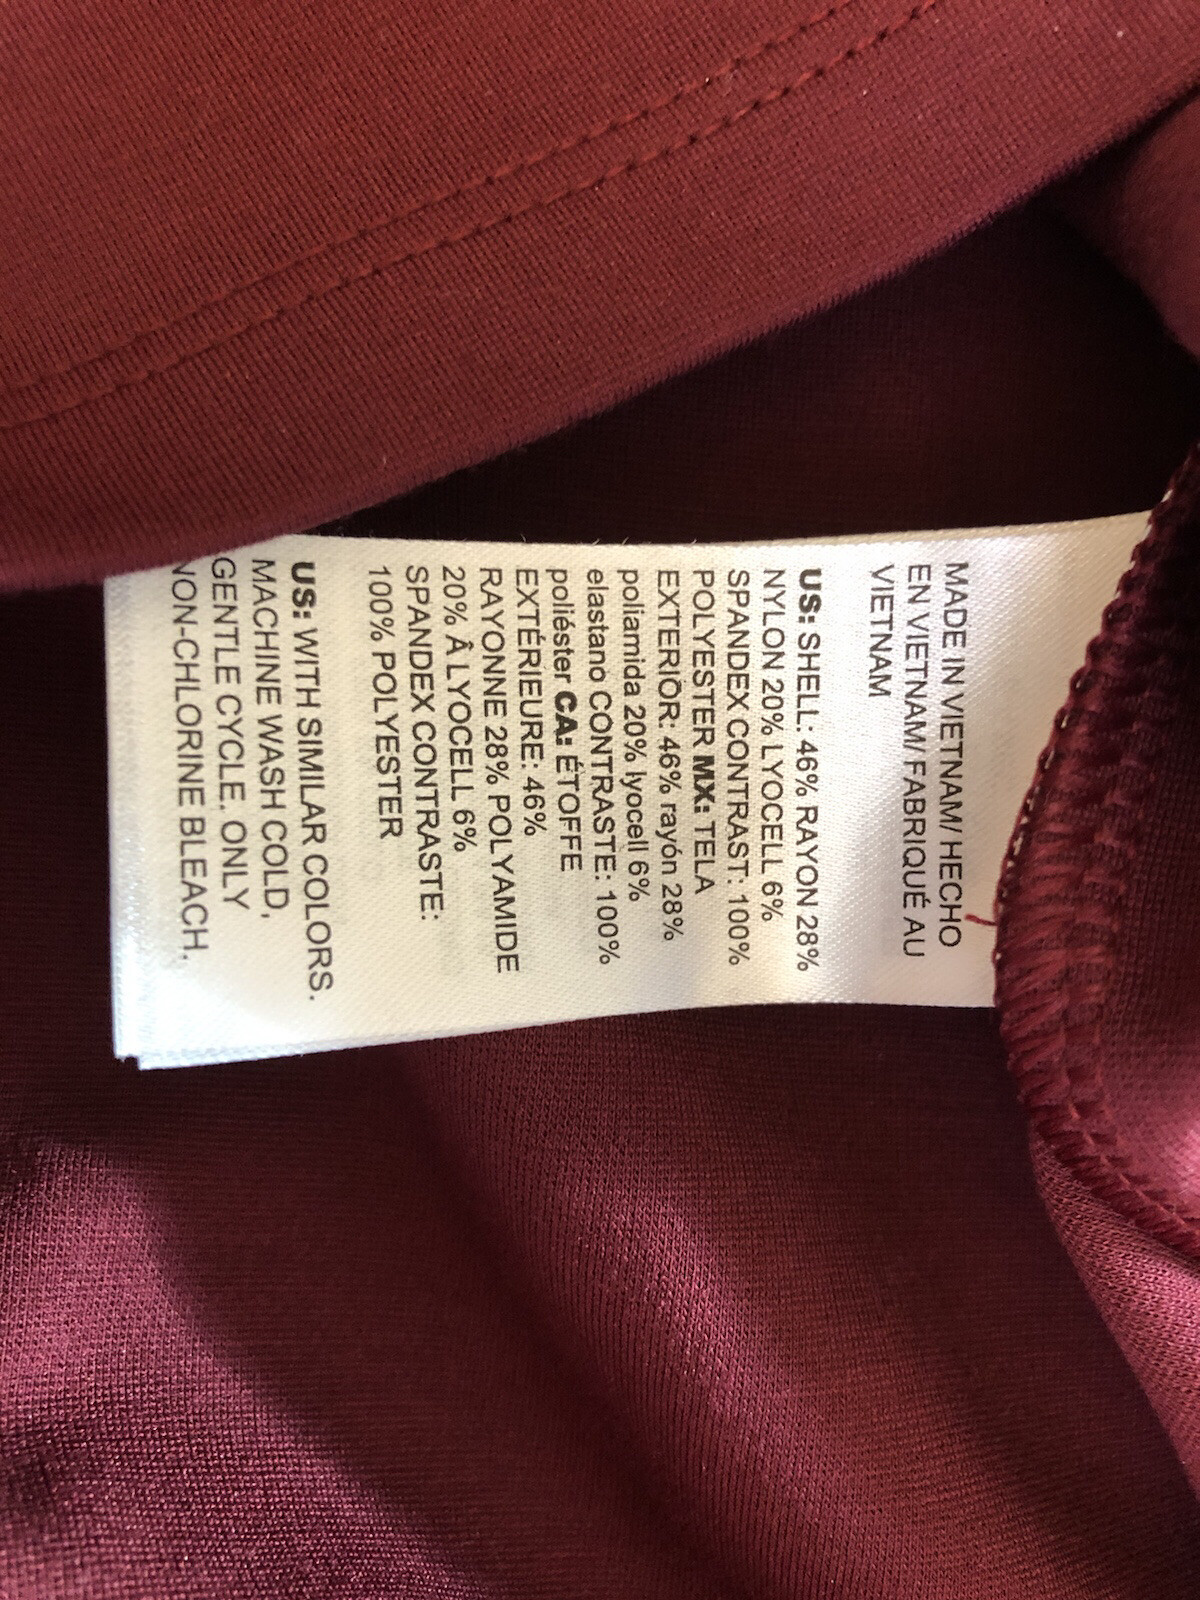 MADE IN VIETNAM/ HECHO
EN VIETNAM/ FABRIQUÉ AU
VIETNAM
US: SHELL: 46% RAYON 28%
NYLON 20% LYOCELL 6%
SPANDEX CONTRAST: 100%
POLYESTER MX: TELA
EXTERIOR: 46% rayón 28%
poliamida 20% lyocell 6%
elastano CONTRASTE: 100%
poliéster CA: ÉTOFFE
EXTÉRIEURE: 46%
RAYONNE 28% POLYAMIDE
20% Â LYOCELL 6%
SPANDEX CONTRASTE:
100% POLYESTER
US: WITH SIMILAR COLORS.
MACHINE WASH COLD,
GENTLE CYCLE. ONLY
NON-CHLORINE BLEACH.